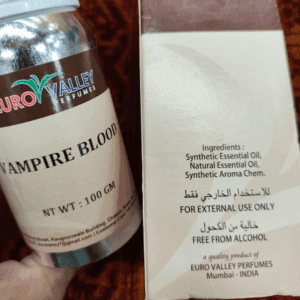 EURO VALLEY
PERFUMES
VAMPIRE BLOOD
NT WT : 100 GM
Ingredients :
Synthetic Essential Oil,
Natural Essential Oil,
Synthetic Aroma Chem.
للاستخدام الخارجي فقط
FOR EXTERNAL USE ONLY
خالية من الكحول
FREE FROM ALCOHOL
a quality product of
EURO VALLEY PERFUMES
Mumbai - INDIA